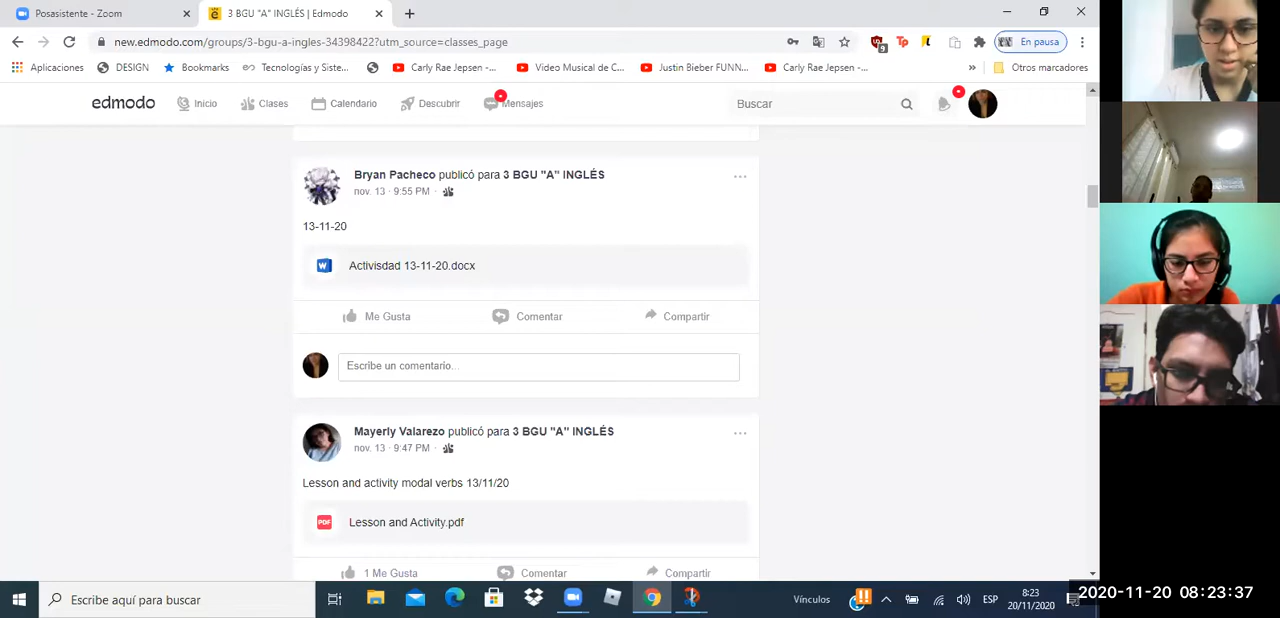 Posasistente - Zoom
3 BGU "A" INGLÉS | Edmodo
new.edmodo.com/groups/3-bgu-a-ingles-34398422?utm_source=classes_page
9
En pausa
Aplicaciones
DESIGN
Bookmarks
Tecnologías y Siste...
Carly Rae Jepsen -...
Video Musical de C...
Justin Bieber FUNN...
Carly Rae Jepsen -...
»
Otros marcadores
edmodo
Inicio
Clases
Calendario
Descubrir
Mensajes
Buscar
Bryan Pacheco publicó para 3 BGU "A" INGLÉS
nov. 13 · 9:55 PM ·
13-11-20
Activisdad 13-11-20.docx
Me Gusta
Comentar
Compartir
Escribe un comentario...
Mayerly Valarezo publicó para 3 BGU "A" INGLÉS
nov. 13 · 9:47 PM ·
Lesson and activity modal verbs 13/11/20
PDF
Lesson and Activity.pdf
1 Me Gusta
Comentar
Compartir
Escribe aquí para buscar
Vínculos
ESP
8:23
20/11/2020
2020-11-20 08:23:37